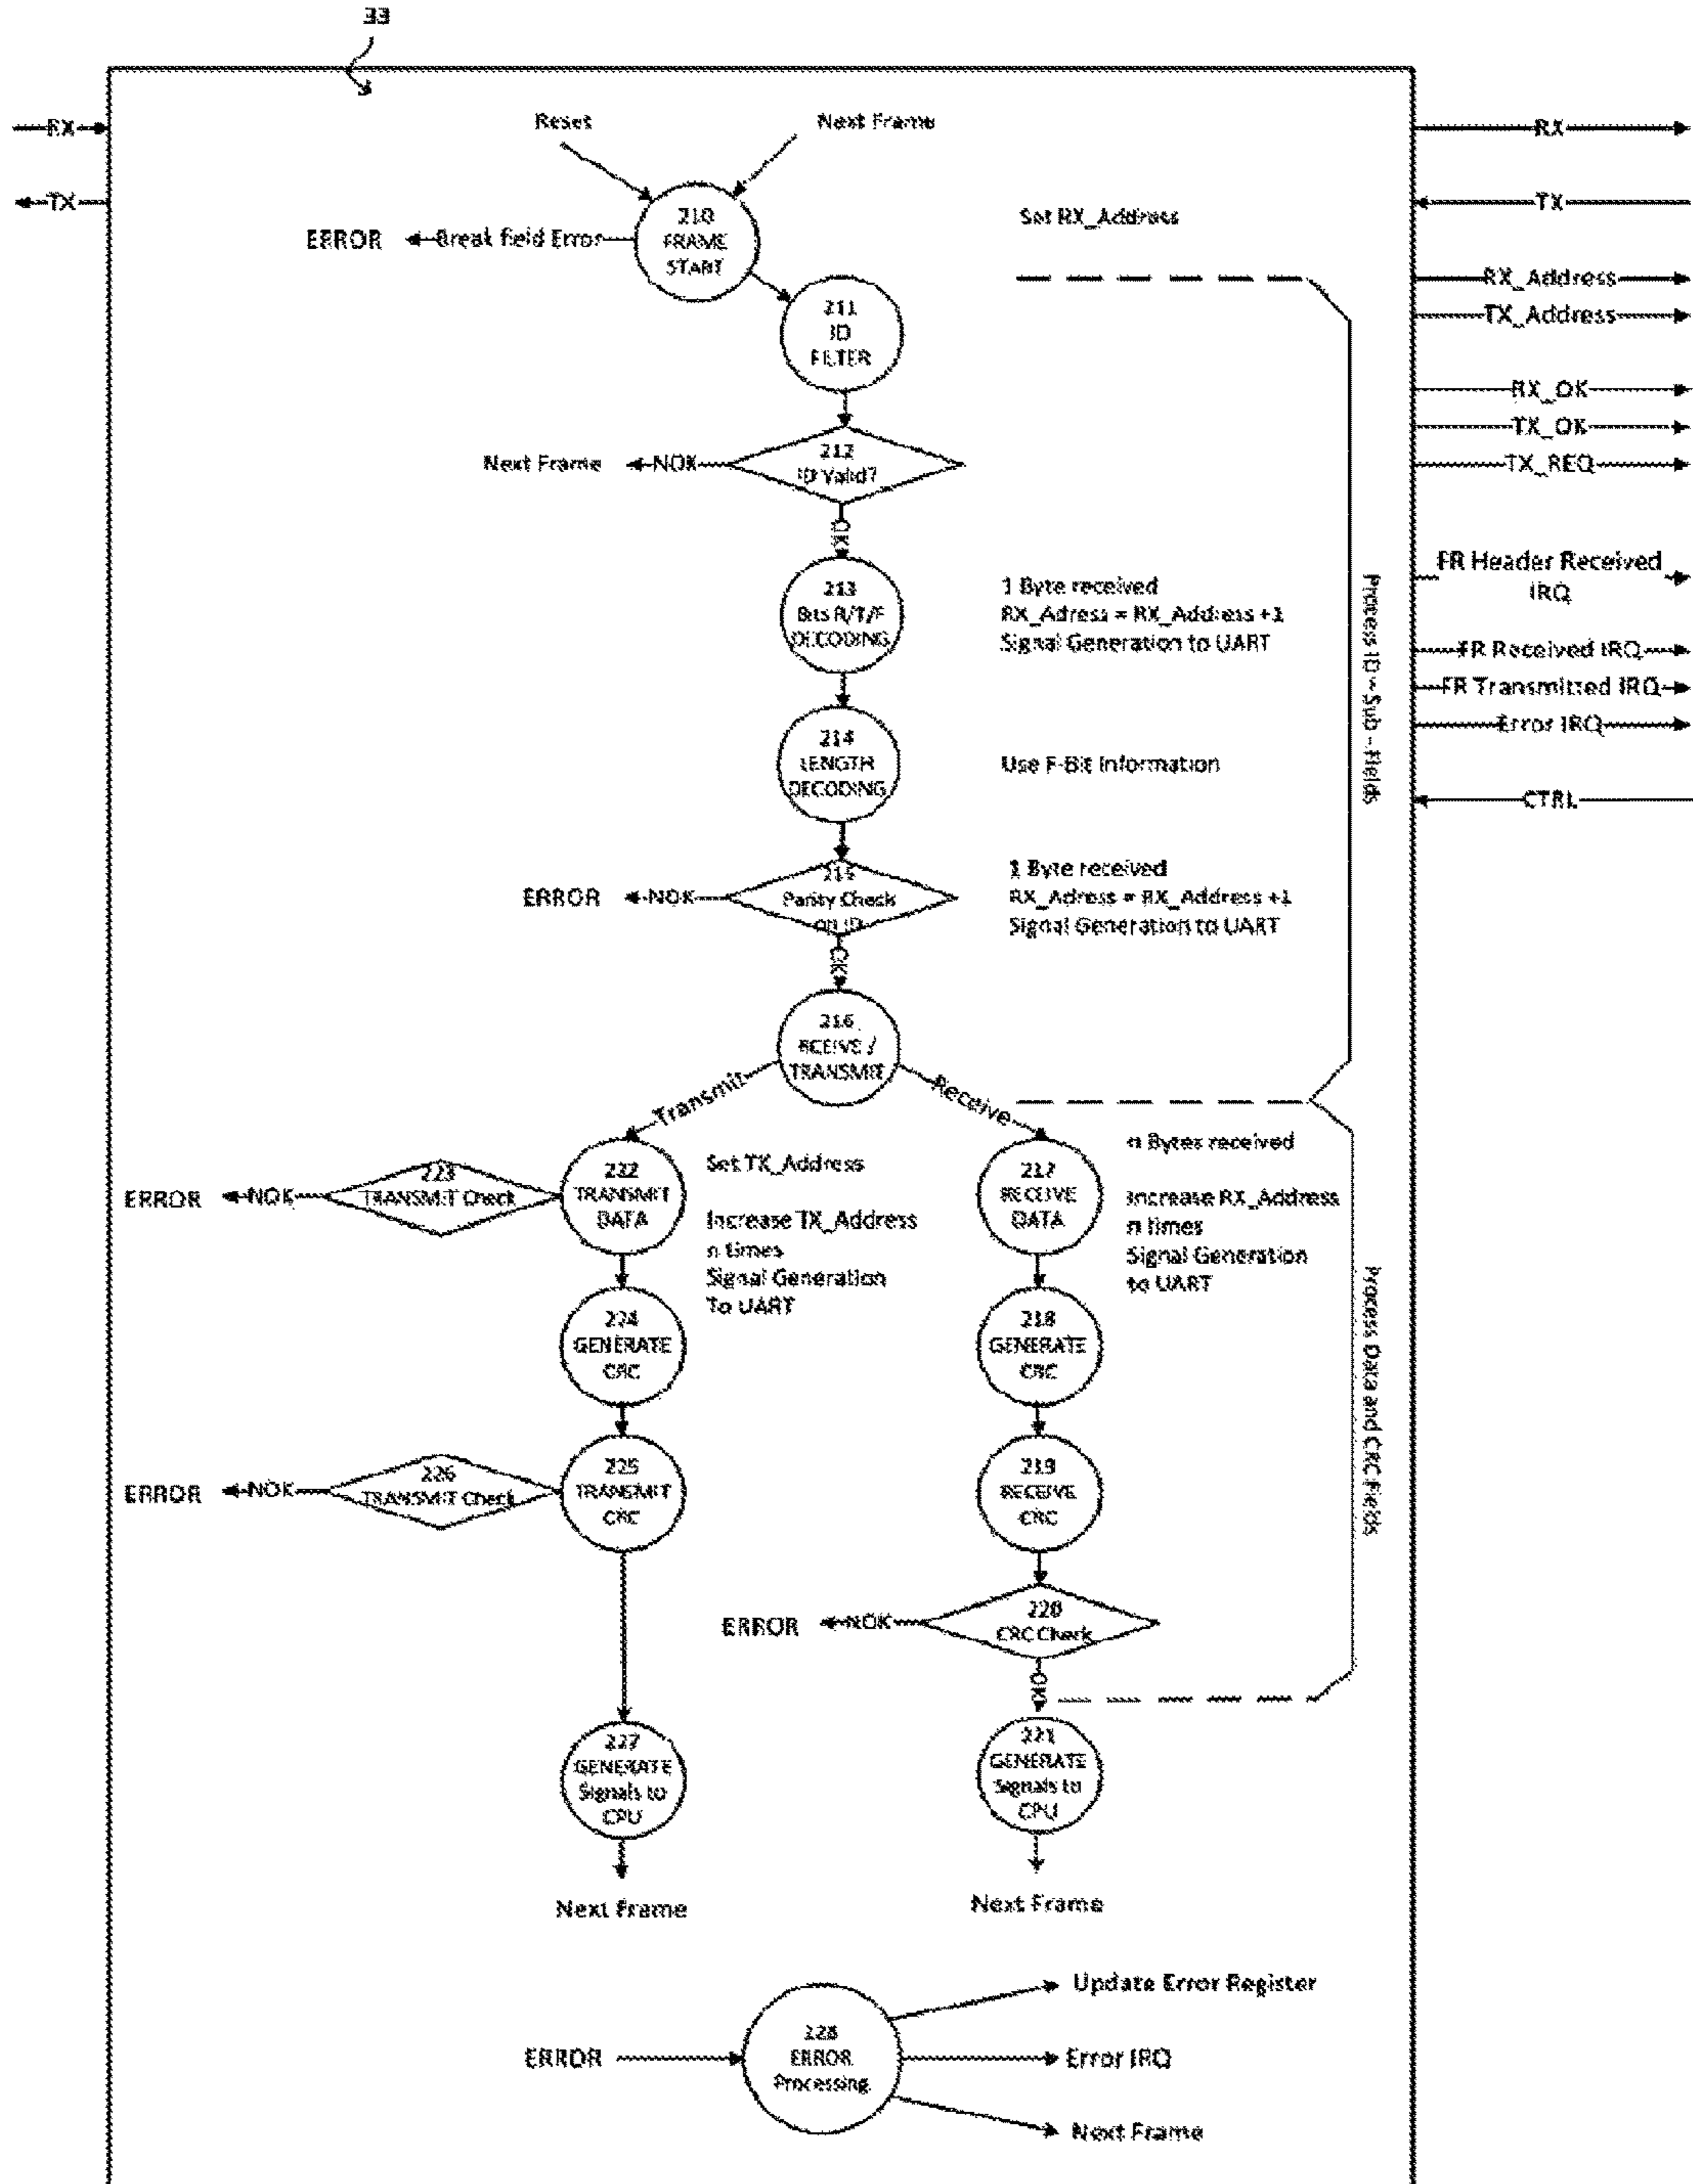 33
RX
TX
Reset
Next Frame
210
FRAME
START
ERROR
Break field Error
Set RX_Address
211
ID
FILTER
212
ID Valid?
NOK
Next Frame
OK
213
Bits R/T/F
DECODING
1 Byte received
RX_Adress = RX_Address +1
Signal Generation to UART
214
LENGTH
DECODING
Use F-Bit Information
215
Parity Check
on ID
NOK
ERROR
OK
1 Byte received
RX_Adress = RX_Address +1
Signal Generation to UART
216
RCEIVE /
TRANSMIT
Transmit
Receive
Process ID - Sub - Fields
222
TRANSMIT
DATA
223
TRANSMIT Check
NOK
ERROR
Set TX_Address
Increase TX_Address
n times
Signal Generation
To UART
217
RECEIVE
DATA
n Bytes received
Increase RX_Address
n times
Signal Generation
to UART
224
GENERATE
CRC
218
GENERATE
CRC
225
TRANSMIT
CRC
226
TRANSMIT Check
NOK
ERROR
219
RECEIVE
CRC
220
CRC Check
NOK
ERROR
OK
Process Data and CRC Fields
227
GENERATE
Signals to
CPU
Next Frame
221
GENERATE
Signals to
CPU
Next Frame
ERROR
228
ERROR
Processing
Update Error Register
Error IRQ
Next Frame
RX
TX
RX_Address
TX_Address
RX_OK
TX_OK
TX_REQ
FR Header Received
IRQ
FR Received IRQ
FR Transmitted IRQ
Error IRQ
CTRL